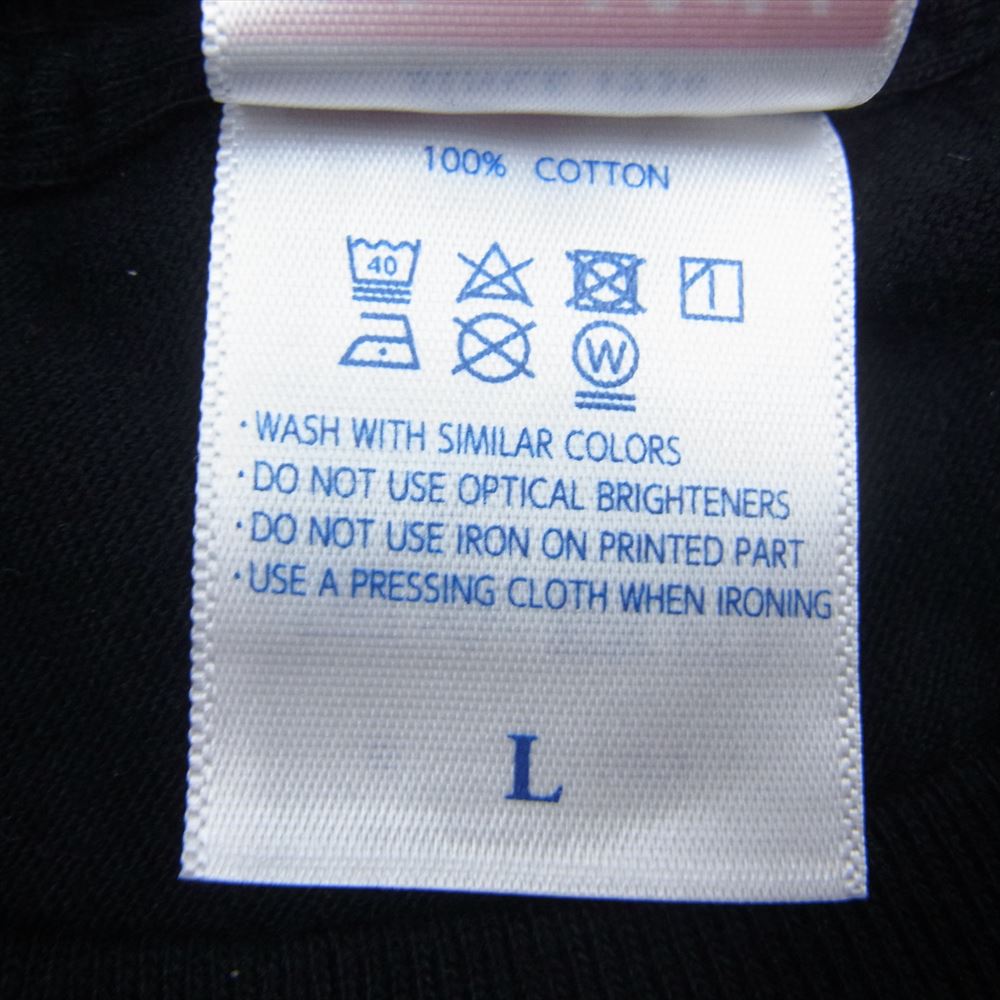 100% COTTON
40
W
· WASH WITH SIMILAR COLORS
· DO NOT USE OPTICAL BRIGHTENERS
· DO NOT USE IRON ON PRINTED PART
· USE A PRESSING CLOTH WHEN IRONING
L